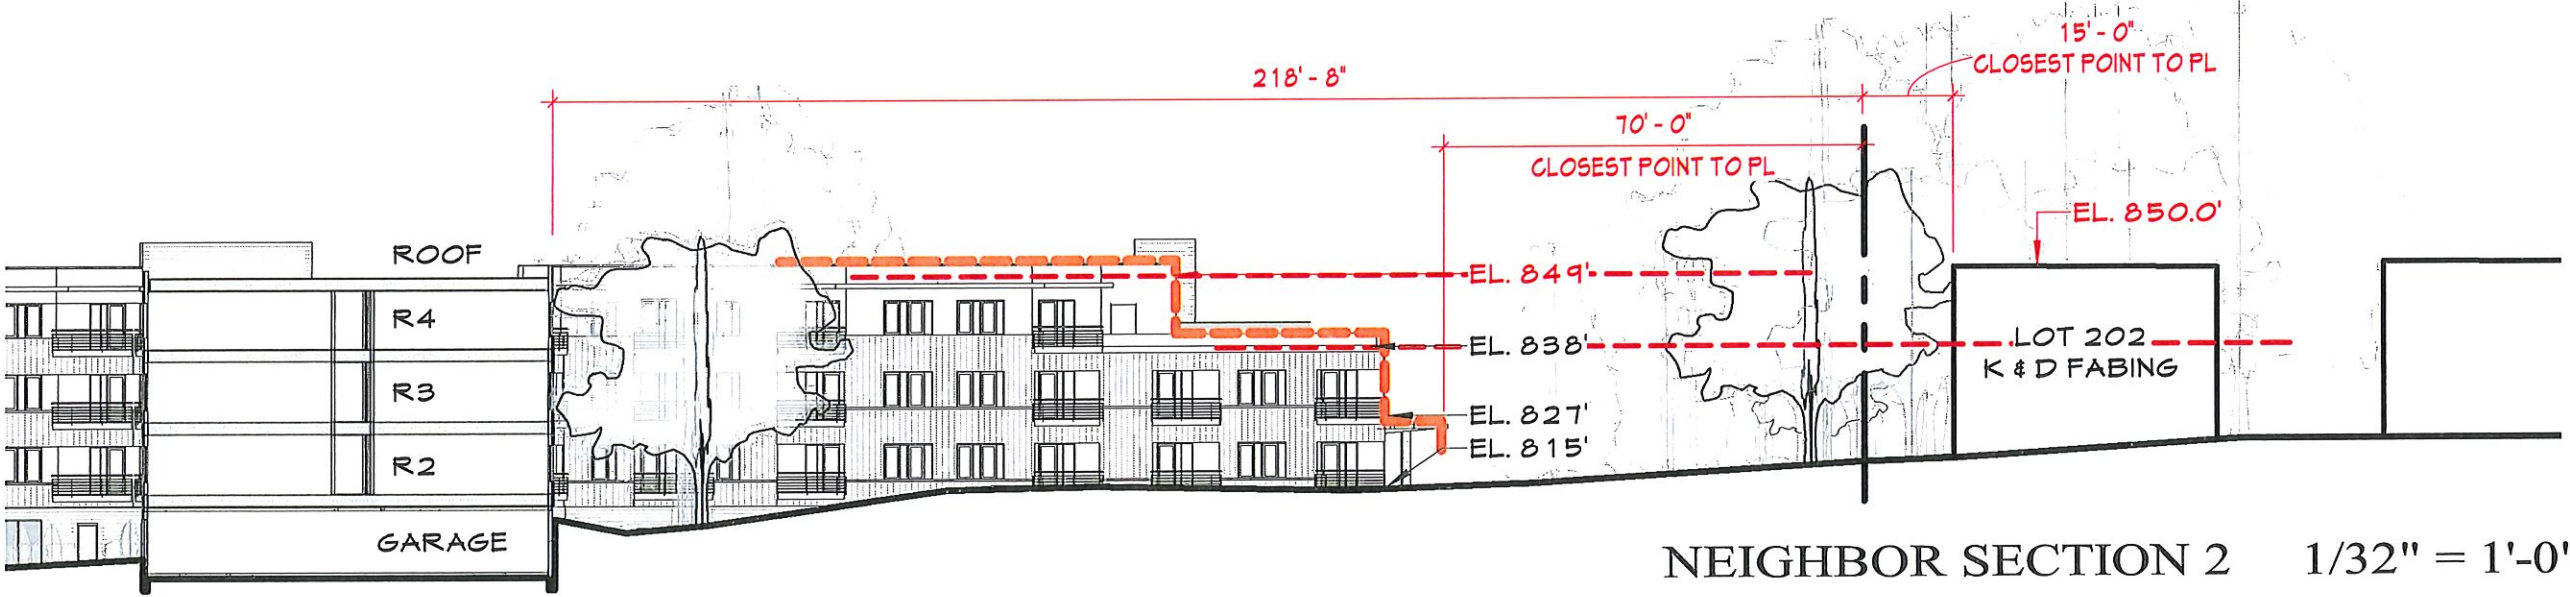 15'-0"
CLOSEST POINT TO PL
218'-8"
70'-0"
CLOSEST POINT TO PL
EL. 850.0'
ROOF
EL. 849'
R4
EL. 838'
LOT 202
K & D FABING
R3
EL. 827'
EL. 815'
R2
GARAGE
NEIGHBOR SECTION 2 1/32" = 1'-0'